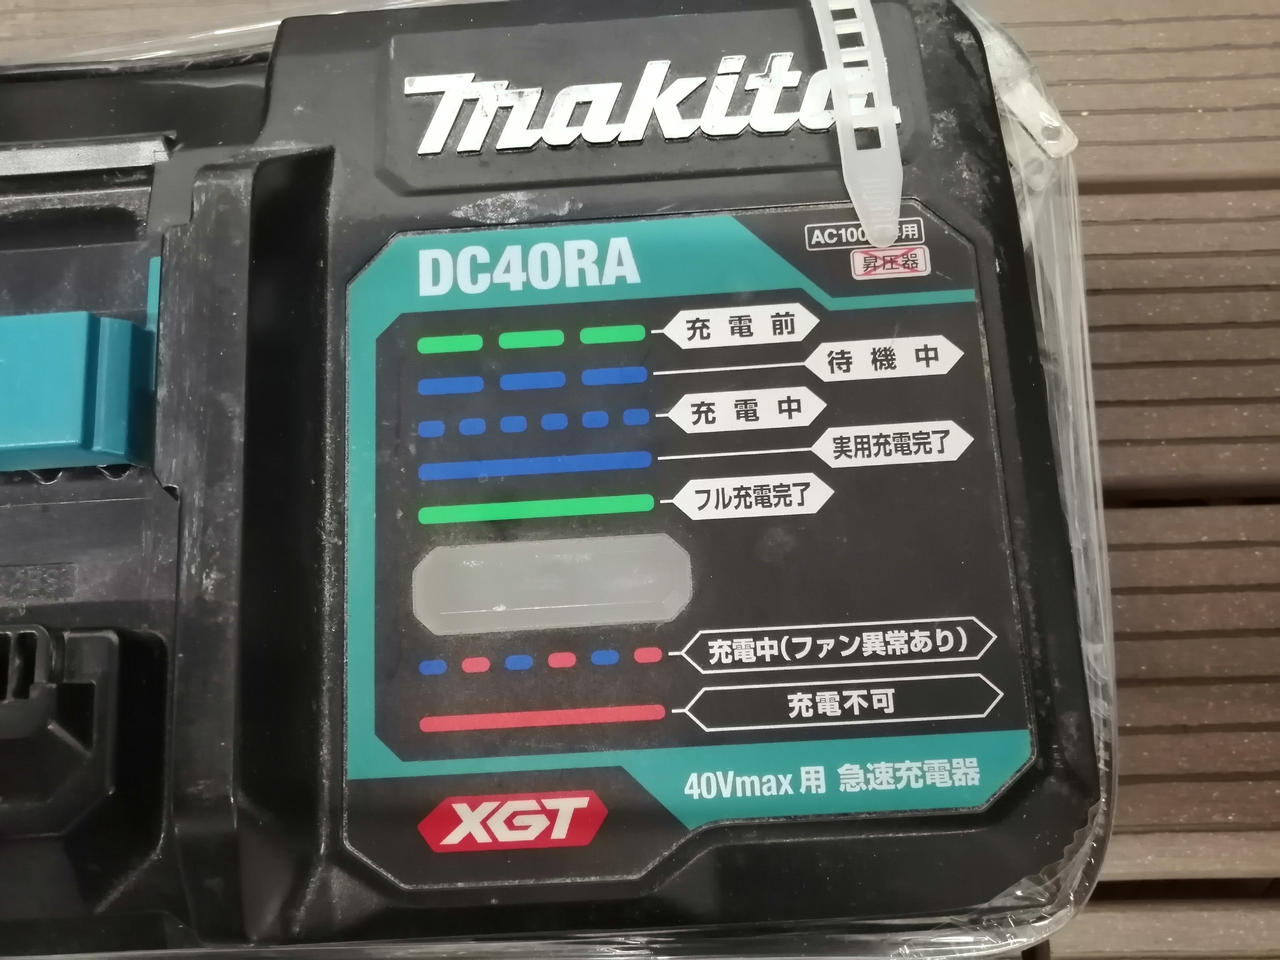 makita
DC40RA
AC100 用
昇圧器
充電前
待機中
充電中
実用充電完了
フル充電完了
充電中(ファン異常あり)
充電不可
XGT
40Vmax用 急速充電器